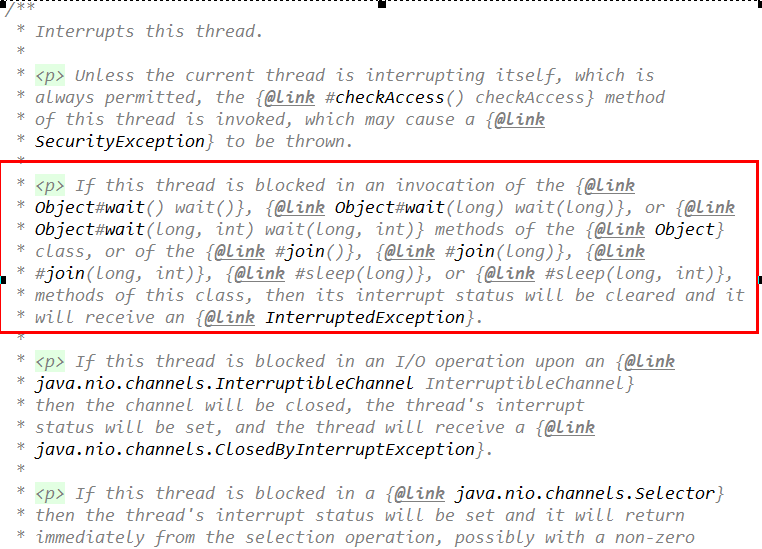 /**
* Interrupts this thread.
*
* <p> Unless the current thread is interrupting itself, which is
* always permitted, the {@link #checkAccess() checkAccess} method
* of this thread is invoked, which may cause a {@link
* SecurityException} to be thrown.
*
* <p> If this thread is blocked in an invocation of the {@link
* Object#wait() wait()}, {@link Object#wait(long) wait(long)}, or {@link
* Object#wait(long, int) wait(long, int)} methods of the {@link Object}
* class, or of the {@link #join()}, {@link #join(long)}, {@link
* #join(long, int)}, {@link #sleep(long)}, or {@link #sleep(long, int)},
* methods of this class, then its interrupt status will be cleared and it
* will receive an {@link InterruptedException}.
*
* <p> If this thread is blocked in an I/O operation upon an {@link
* java.nio.channels.InterruptibleChannel InterruptibleChannel}
* then the channel will be closed, the thread's interrupt
* status will be set, and the thread will receive a {@link
* java.nio.channels.ClosedByInterruptException}.
*
* <p> If this thread is blocked in a {@link java.nio.channels.Selector}
* then the thread's interrupt status will be set and it will return
* immediately from the selection operation, possibly with a non-zero